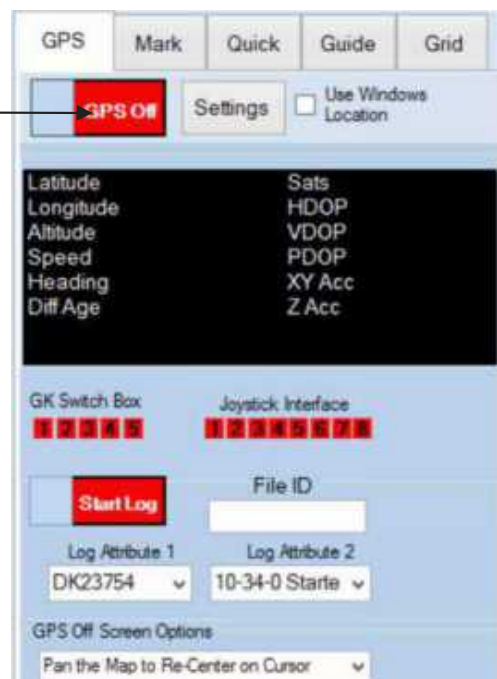 GPS Mark Quick Guide Grid
GPS Off Settings Use Windows Location
Latitude Sats
Longitude HDOP
Altitude VDOP
Speed PDOP
Heading XY Acc
Diff Age Z Acc
GK Switch Box Joystick Interface
1 2 3 4 5 1 2 3 4 5 6 7 8
File ID
Start Log
Log Attribute 1 Log Attribute 2
DK23754 10-34-0 Starte
GPS Off Screen Options
Pan the Map to Re-Center on Cursor